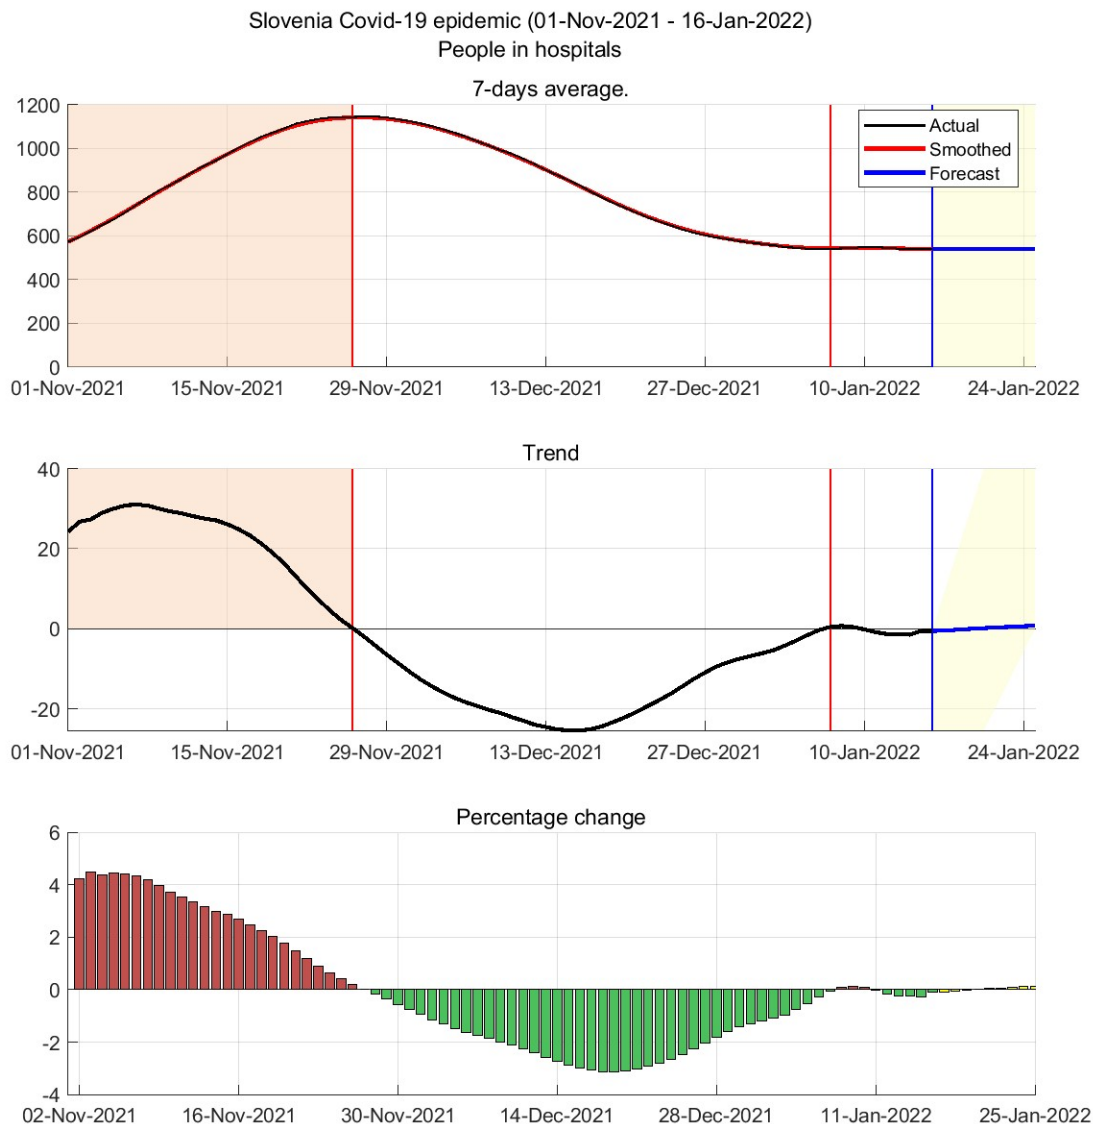 Slovenia Covid-19 epidemic (01-Nov-2021 - 16-Jan-2022)
People in hospitals
7-days average.
1200
1000
800
600
400
200
0
Actual
Smoothed
Forecast
01-Nov-2021 15-Nov-2021 29-Nov-2021 13-Dec-2021 27-Dec-2021 10-Jan-2022 24-Jan-2022
Trend
40
20
0
-20
01-Nov-2021 15-Nov-2021 29-Nov-2021 13-Dec-2021 27-Dec-2021 10-Jan-2022 24-Jan-2022
Percentage change
6
4
2
0
-2
-4
02-Nov-2021 16-Nov-2021 30-Nov-2021 14-Dec-2021 28-Dec-2021 11-Jan-2022 25-Jan-2022